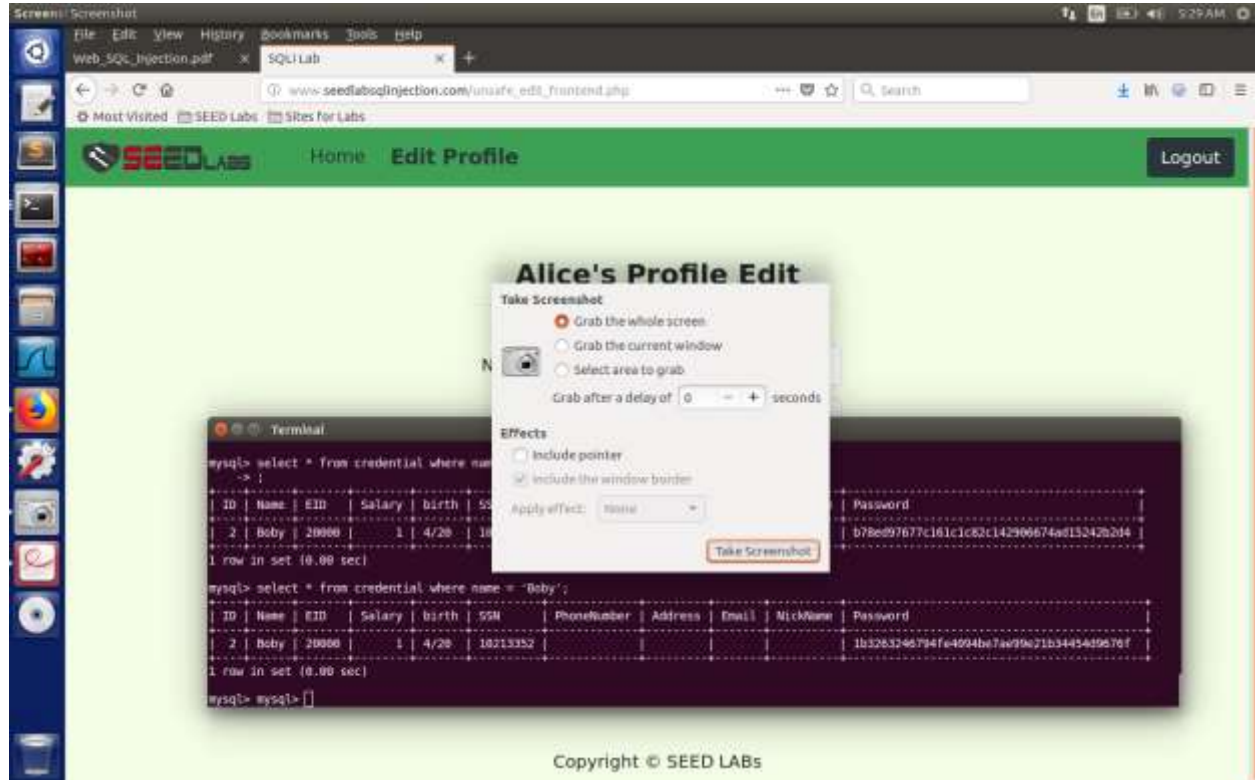 Screenshot
5:29 AM
File Edit View History Bookmarks Tools Help
Web_SQL_Injection.pdf × SQLi Lab × +
www.seedlabsqlinjection.com/unsafe_edit_frontend.php
Search
Most Visited SEED Labs Sites for Labs
SEEDLABS Home Edit Profile Logout
Alice's Profile Edit
Take Screenshot
Grab the whole screen
Grab the current window
N
Select area to grab
Grab after a delay of 0 - + seconds
Effects
Include pointer
Include the window border
Apply effect: None
Take Screenshot
Terminal
mysql> select * from credential where nam
-> ;
| ID | Name | EID | Salary | birth | SS | Password |
| 2 | Boby | 20000 | 1 | 4/20 | 10
1 row in set (0.00 sec)
mysql> select * from credential where name = 'Boby';
| ID | Name | EID | Salary | birth | SSN | PhoneNumber | Address | Email | NickName | Password |
| 2 | Boby | 20000 | 1 | 4/20 | 10213352 | | | | |
1 row in set (0.00 sec)
mysql> mysql>
Copyright © SEED LABs